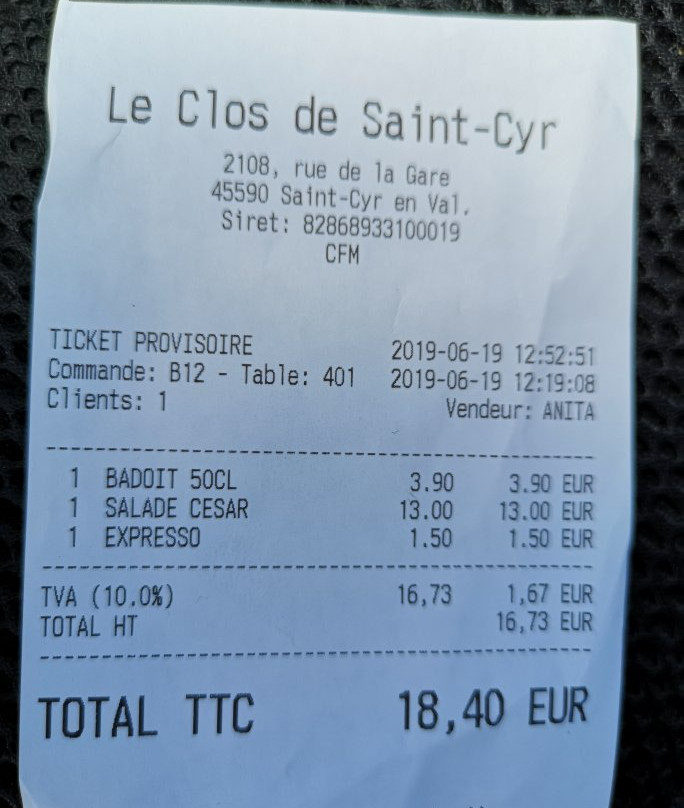 Le Clos de Saint-Cyr
2108, rue de la Gare
45590 Saint-Cyr en Val.
Siret: 82868933100019
CFM
TICKET PROVISOIRE 2019-06-19 12:52:51
Commande: B12 - Table: 401 2019-06-19 12:19:08
Clients: 1 Vendeur: ANITA
1 BADOIT 50CL 3.90 3.90 EUR
1 SALADE CESAR 13.00 13.00 EUR
1 EXPRESSO 1.50 1.50 EUR
TVA (10.0%) 16,73 1,67 EUR
TOTAL HT 16,73 EUR
TOTAL TTC 18,40 EUR